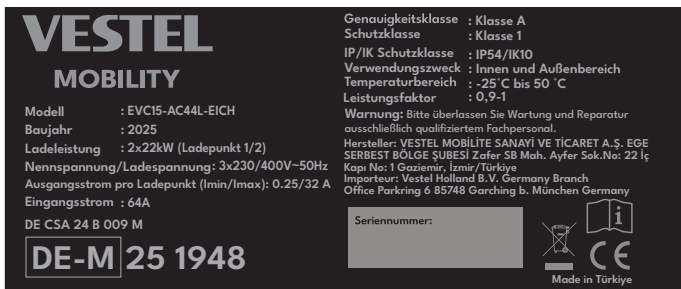 VESTEL
MOBILITY
Modell : EVC15-AC44L-EICH
Baujahr : 2025
Ladeleistung : 2x22kW (Ladepunkt 1/2)
Nennspannung/Ladespannung: 3x230/400V~50Hz
Ausgangsstrom pro Ladepunkt (Imin/Imax): 0.25/32 A
Eingangsstrom : 64A
DE CSA 24 B 009 M
DE-M 25 1948
Genauigkeitsklasse : Klasse A
Schutzklasse : Klasse 1
IP/IK Schutzklasse : IP54/IK10
Verwendungszweck : Innen und Außenbereich
Temperaturbereich : -25°C bis 50 °C
Leistungsfaktor : 0,9-1
Warnung: Bitte überlassen Sie Wartung und Reparatur
ausschließlich qualifiziertem Fachpersonal.
Hersteller: VESTEL MOBİLİTE SANAYİ VE TİCARET A.Ş. EGE
SERBEST BÖLGE ŞUBESİ Zafer SB Mah. Ayfer Sok.No: 22 İç
Kapı No: 1 Gaziemir, İzmir/Türkiye
Importeur: Vestel Holland B.V. Germany Branch
Office Parkring 6 85748 Garching b. München Germany
Seriennummer:
i
CE
Made in Türkiye